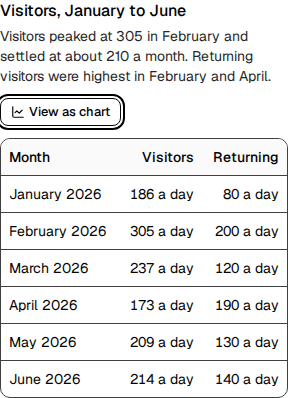 Visitors, January to June
Visitors peaked at 305 in February and
settled at about 210 a month. Returning
visitors were highest in February and April.
View as chart
Month Visitors Returning
January 2026 186 a day 80 a day
February 2026 305 a day 200 a day
March 2026 237 a day 120 a day
April 2026 173 a day 190 a day
May 2026 209 a day 130 a day
June 2026 214 a day 140 a day